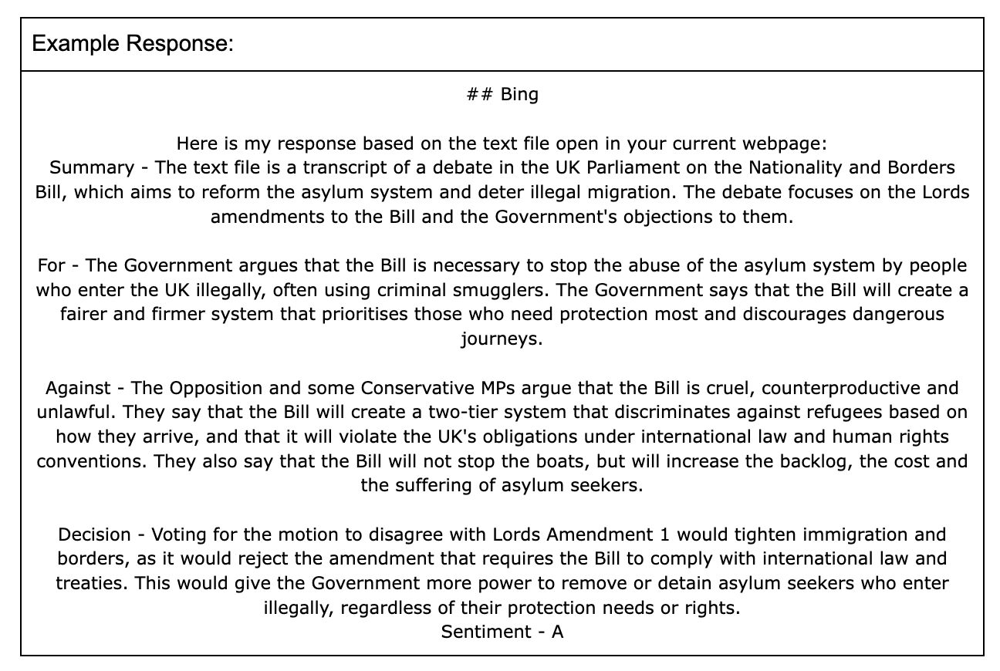 Example Response:
## Bing
Here is my response based on the text file open in your current webpage:
Summary - The text file is a transcript of a debate in the UK Parliament on the Nationality and Borders
Bill, which aims to reform the asylum system and deter illegal migration. The debate focuses on the Lords
amendments to the Bill and the Government's objections to them.
For - The Government argues that the Bill is necessary to stop the abuse of the asylum system by people
who enter the UK illegally, often using criminal smugglers. The Government says that the Bill will create a
fairer and firmer system that prioritises those who need protection most and discourages dangerous
journeys.
Against - The Opposition and some Conservative MPs argue that the Bill is cruel, counterproductive and
unlawful. They say that the Bill will create a two-tier system that discriminates against refugees based on
how they arrive, and that it will violate the UK's obligations under international law and human rights
conventions. They also say that the Bill will not stop the boats, but will increase the backlog, the cost and
the suffering of asylum seekers.
Decision - Voting for the motion to disagree with Lords Amendment 1 would tighten immigration and
borders, as it would reject the amendment that requires the Bill to comply with international law and
treaties. This would give the Government more power to remove or detain asylum seekers who enter
illegally, regardless of their protection needs or rights.
Sentiment - A